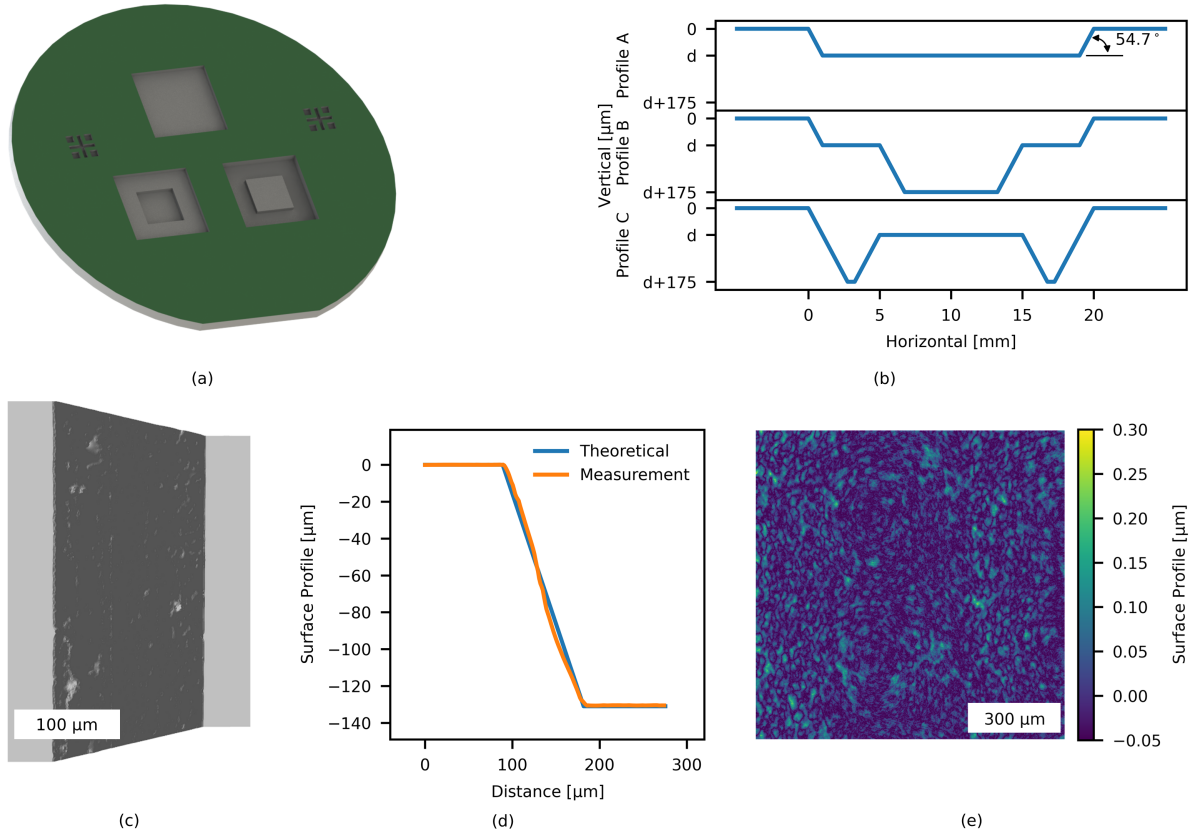 (a)
Vertical [μm]
Profile A
0
d
d+175
54.7°
Profile B
0
d
d+175
Profile C
0
d
d+175
0
5
10
15
20
Horizontal [mm]
(b)
100 μm
(c)
Surface Profile [μm]
0
−20
−40
−60
−80
−100
−120
−140
Theoretical
Measurement
0
100
200
300
Distance [μm]
(d)
300 μm
0.30
0.25
0.20
0.15
0.10
0.05
0.00
−0.05
Surface Profile [μm]
(e)